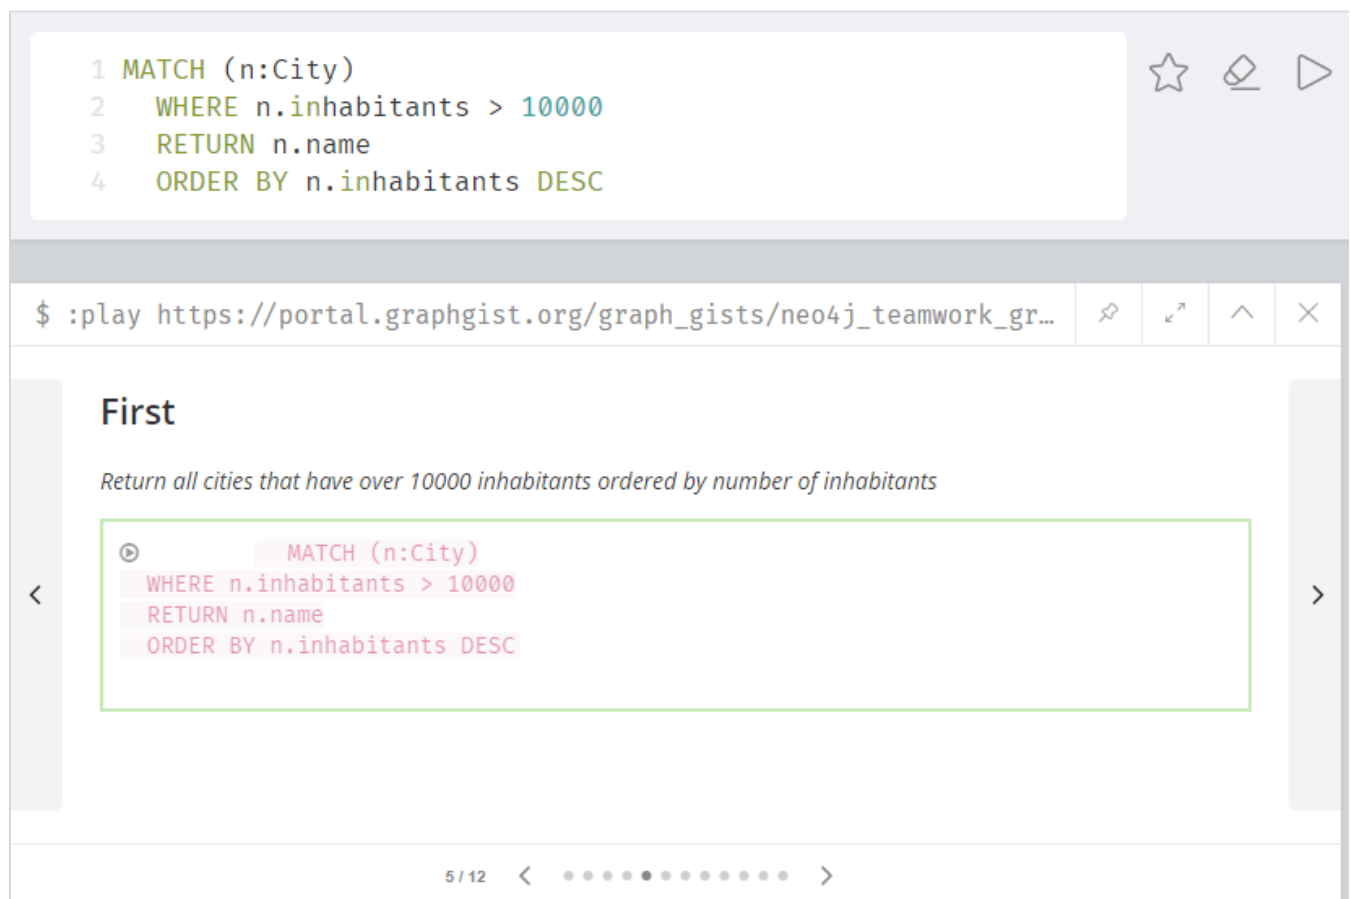 1 MATCH (n:City)
2 WHERE n.inhabitants > 10000
3 RETURN n.name
4 ORDER BY n.inhabitants DESC
$ :play https://portal.graphgist.org/graph_gists/neo4j_teamwork_gr…
First
Return all cities that have over 10000 inhabitants ordered by number of inhabitants
MATCH (n:City)
WHERE n.inhabitants > 10000
RETURN n.name
ORDER BY n.inhabitants DESC
5 / 12